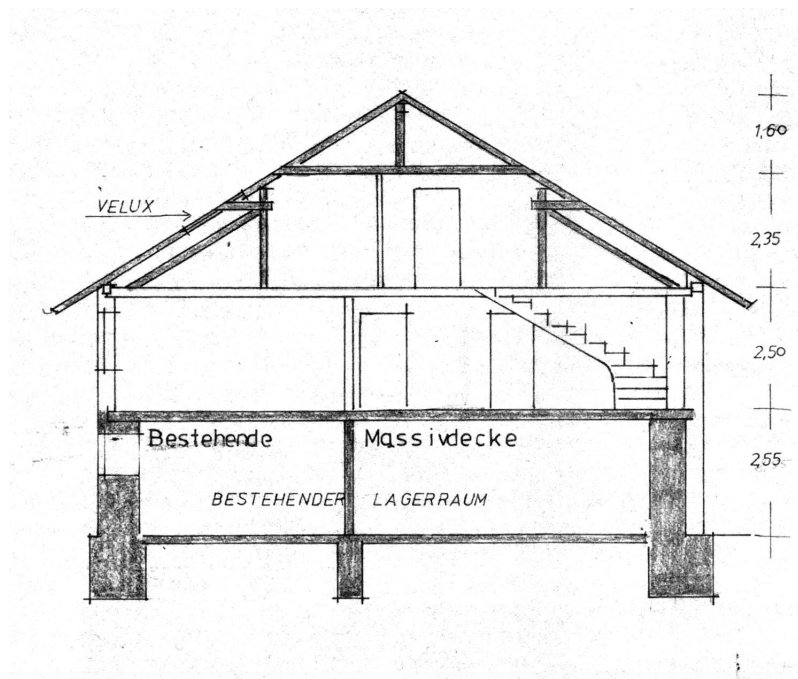 1,60
VELUX
2,35
2,50
Bestehende Massivdecke
2,55
BESTEHENDER LAGERRAUM